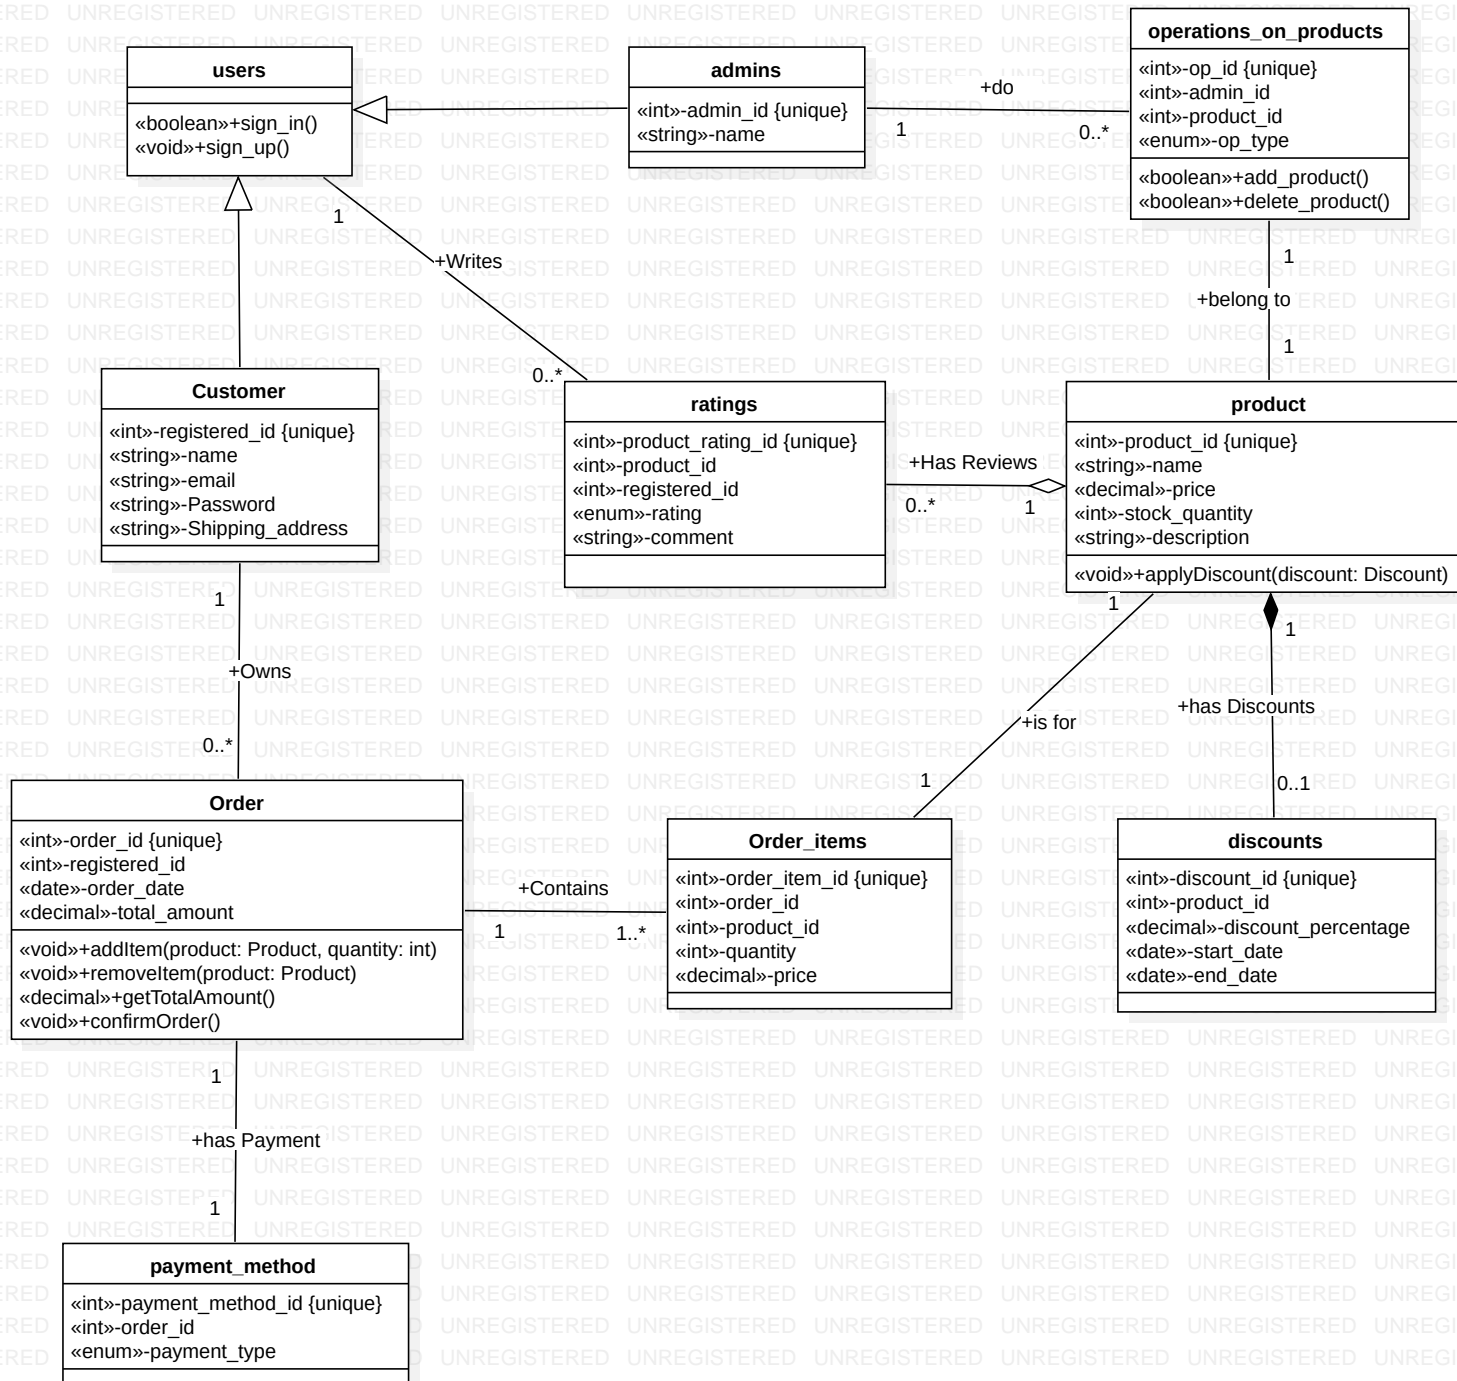 users
«boolean»+sign_in()
«void»+sign_up()
admins
«int»-admin_id {unique}
«string»-name
operations_on_products
«int»-op_id {unique}
«int»-admin_id
«int»-product_id
«enum»-op_type
«boolean»+add_product()
«boolean»+delete_product()
+do
1
0..*
1
+Writes
0..*
1
+belong to
1
Customer
«int»-registered_id {unique}
«string»-name
«string»-email
«string»-Password
«string»-Shipping_address
ratings
«int»-product_rating_id {unique}
«int»-product_id
«int»-registered_id
«enum»-rating
«string»-comment
+Has Reviews
0..*
1
product
«int»-product_id {unique}
«string»-name
«decimal»-price
«int»-stock_quantity
«string»-description
«void»+applyDiscount(discount: Discount)
1
+Owns
0..*
1
+is for
1
1
+has Discounts
0..1
Order
«int»-order_id {unique}
«int»-registered_id
«date»-order_date
«decimal»-total_amount
«void»+addItem(product: Product, quantity: int)
«void»+removeItem(product: Product)
«decimal»+getTotalAmount()
«void»+confirmOrder()
+Contains
1
1..*
Order_items
«int»-order_item_id {unique}
«int»-order_id
«int»-product_id
«int»-quantity
«decimal»-price
discounts
«int»-discount_id {unique}
«int»-product_id
«decimal»-discount_percentage
«date»-start_date
«date»-end_date
1
+has Payment
1
payment_method
«int»-payment_method_id {unique}
«int»-order_id
«enum»-payment_type
UNREGISTERED